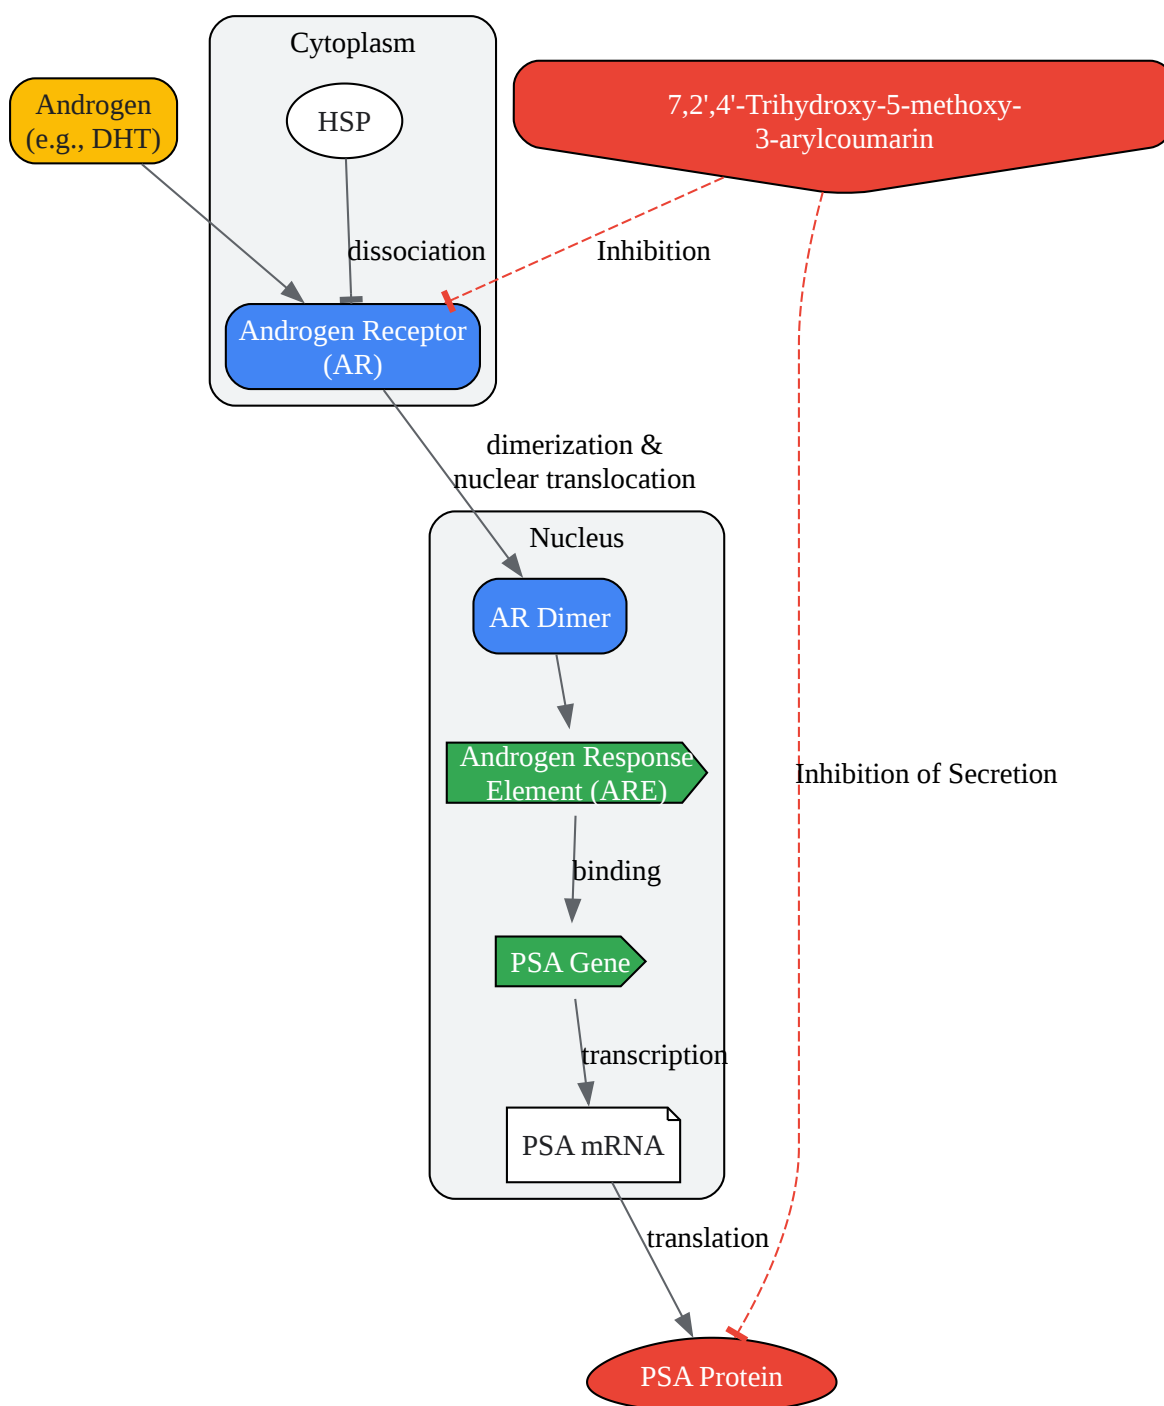 Cytoplasm
Androgen
(e.g., DHT)
HSP
7,2',4'-Trihydroxy-5-methoxy-
3-arylcoumarin
dissociation
Inhibition
Androgen Receptor
(AR)
dimerization &
nuclear translocation
Nucleus
AR Dimer
Androgen Response
Element (ARE)
Inhibition of Secretion
binding
PSA Gene
transcription
PSA mRNA
translation
PSA Protein